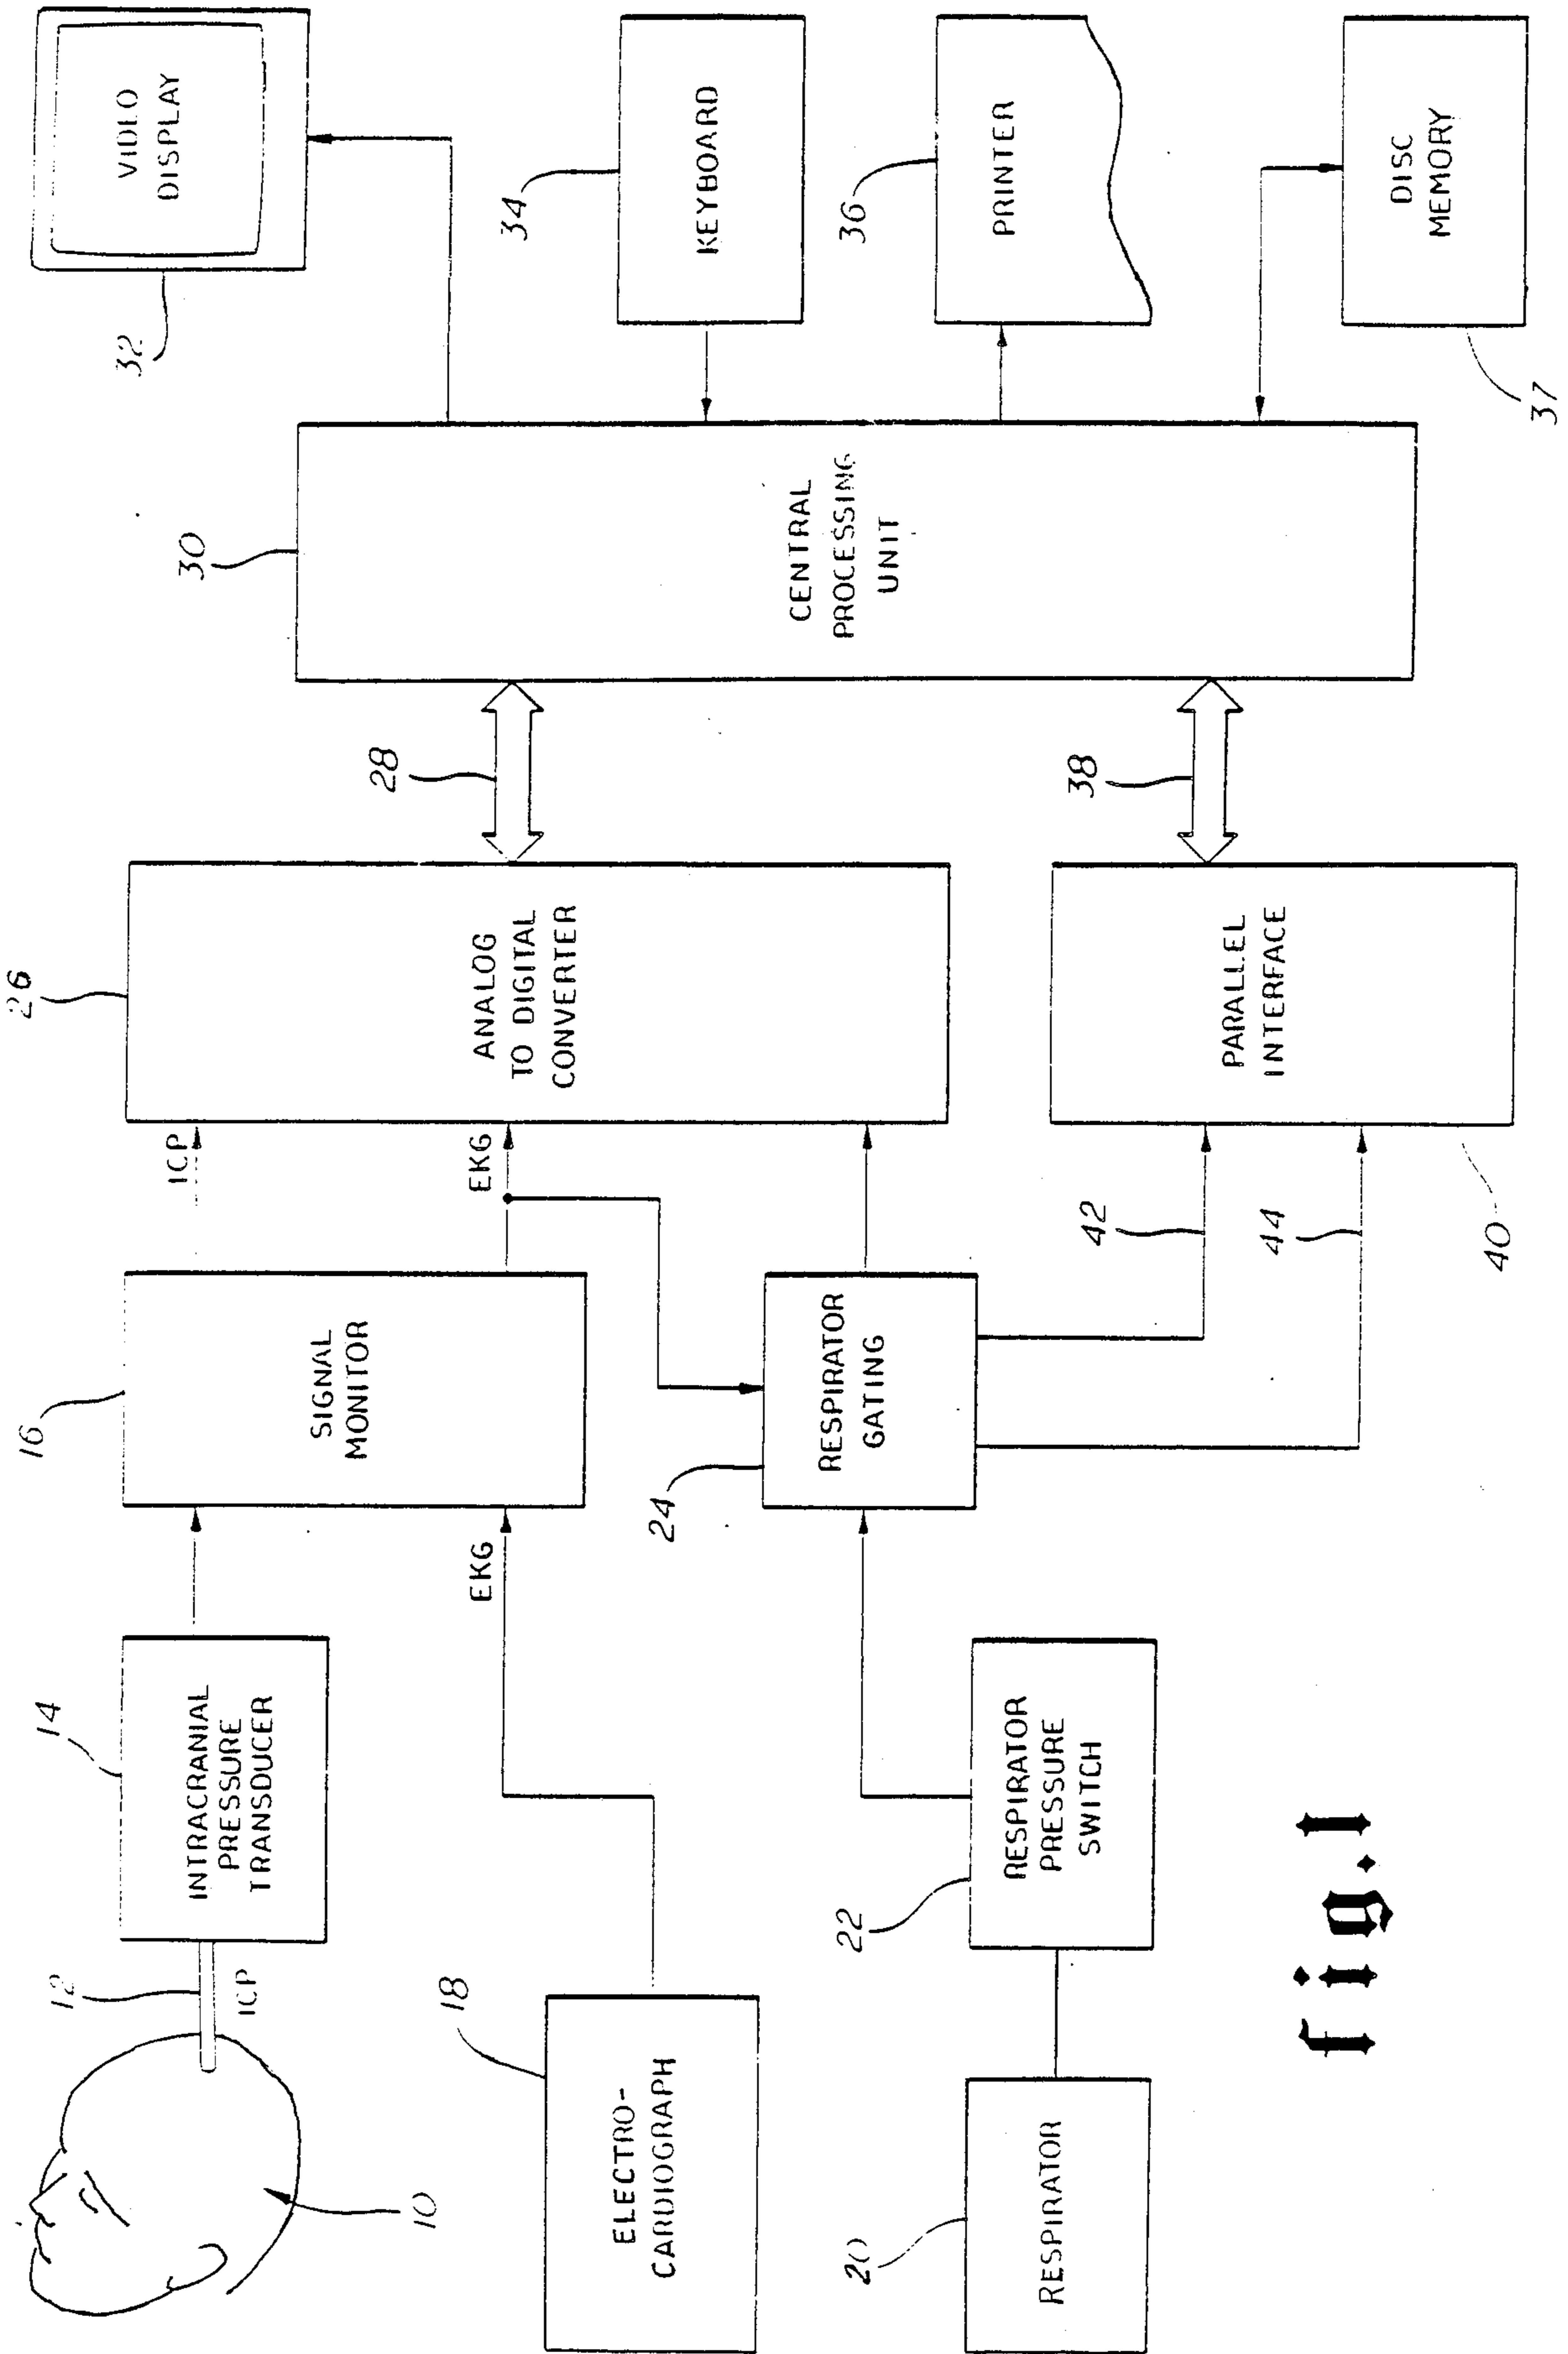 10
12
ICP
14
INTRACRANIAL
PRESSURE
TRANSDUCER
16
SIGNAL
MONITOR
ICP
26
ANALOG
TO DIGITAL
CONVERTER
28
30
CENTRAL
PROCESSING
UNIT
32
VIDEO
DISPLAY
34
KEYBOARD
36
PRINTER
37
DISC
MEMORY
18
ELECTRO-
CARDIOGRAPH
EKG
EKG
20
RESPIRATOR
22
RESPIRATOR
PRESSURE
SWITCH
24
RESPIRATOR
GATING
42
44
40
PARALLEL
INTERFACE
38
fig.1